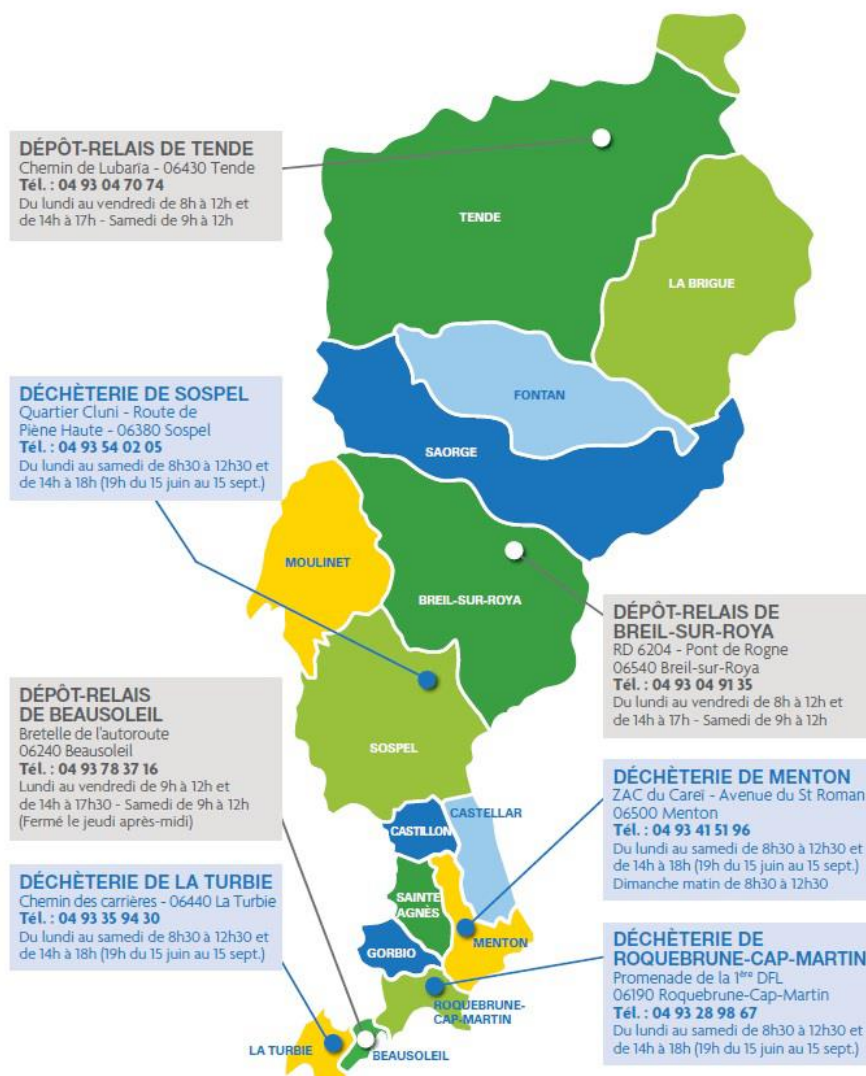 DÉPÔT-RELAIS DE TENDE
Chemin de Lubaria - 06430 Tende
Tél. : 04 93 04 70 74
Du lundi au vendredi de 8h à 12h et
de 14h à 17h - Samedi de 9h à 12h
TENDE
LA BRIGUE
FONTAN
SAORGE
DÉCHÈTERIE DE SOSPEL
Quartier Cluni - Route de
Piène Haute - 06380 Sospel
Tél. : 04 93 54 02 05
Du lundi au samedi de 8h30 à 12h30 et
de 14h à 18h (19h du 15 juin au 15 sept.)
MOULINET
BREIL-SUR-ROYA
DÉPÔT-RELAIS DE
BREIL-SUR-ROYA
RD 6204 - Pont de Rogne
06540 Breil-sur-Roya
Tél. : 04 93 04 91 35
Du lundi au vendredi de 8h à 12h et
de 14h à 17h - Samedi de 9h à 12h
DÉPÔT-RELAIS
DE BEAUSOLEIL
Bretelle de l'autoroute
06240 Beausoleil
Tél. : 04 93 78 37 16
Lundi au vendredi de 9h à 12h et
de 14h à 17h30 - Samedi de 9h à 12h
(Fermé le jeudi après-midi)
SOSPEL
DÉCHÈTERIE DE MENTON
ZAC du Careï - Avenue du St Roman
06500 Menton
Tél. : 04 93 41 51 96
Du lundi au samedi de 8h30 à 12h30 et
de 14h à 18h (19h du 15 juin au 15 sept.)
Dimanche matin de 8h30 à 12h30
CASTELLAR
CASTILLON
DÉCHÈTERIE DE LA TURBIE
Chemin des carrières - 06440 La Turbie
Tél. : 04 93 35 94 30
Du lundi au samedi de 8h30 à 12h30 et
de 14h à 18h (19h du 15 juin au 15 sept.)
SAINTE
AGNÈS
MENTON
GORBIO
DÉCHÈTERIE DE
ROQUEBRUNE-CAP-MARTIN
Promenade de la 1ère DFL
06190 Roquebrune-Cap-Martin
Tél. : 04 93 28 98 67
Du lundi au samedi de 8h30 à 12h30 et
de 14h à 18h (19h du 15 juin au 15 sept.)
ROQUEBRUNE-
CAP-MARTIN
LA TURBIE
BEAUSOLEIL